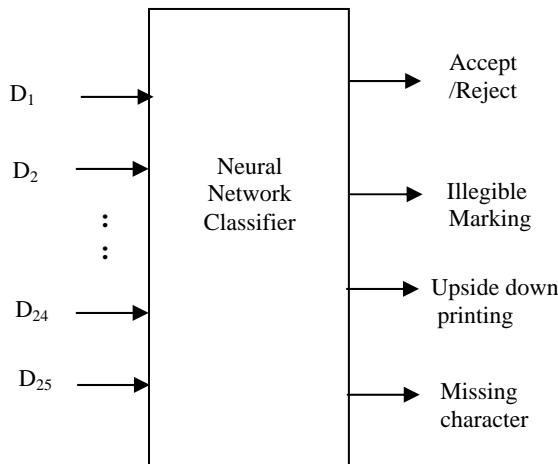 D₁
D₂
:
:
D₂₄
D₂₅
Neural
Network
Classifier
Accept
/Reject
Illegible
Marking
Upside down
printing
Missing
character